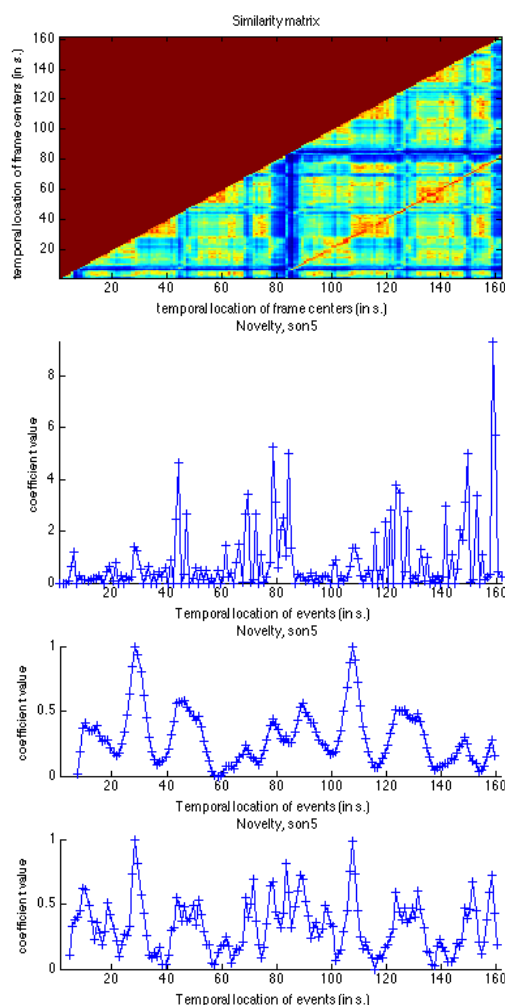 Similarity matrix
temporal location of frame centers (in s.)
160
140
120
100
80
60
40
20
20 40 60 80 100 120 140 160
temporal location of frame centers (in s.)
Novelty, son5
coefficient value
8
6
4
2
0
20 40 60 80 100 120 140 160
Temporal location of events (in s.)
Novelty, son5
coefficient value
1
0.5
0
20 40 60 80 100 120 140 160
Temporal location of events (in s.)
Novelty, son5
coefficient value
1
0.5
0
20 40 60 80 100 120 140 160
Temporal location of events (in s.)